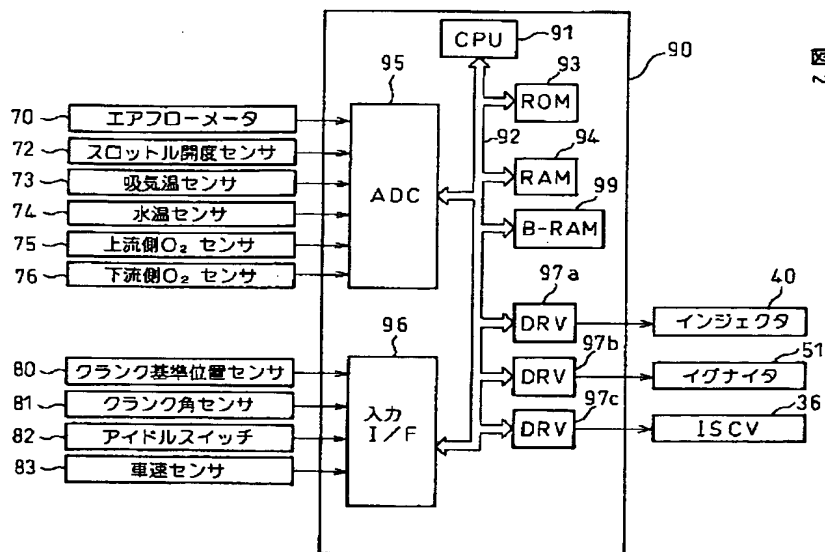 図2
CPU
91
90
95
93
ROM
92
94
RAM
99
B-RAM
ADC
70
エアフローメータ
72
スロットル開度センサ
73
吸気温センサ
74
水温センサ
75
上流側O₂ センサ
76
下流側O₂ センサ
97a
DRV
40
インジェクタ
97b
DRV
51
イグナイタ
97c
DRV
36
ISCV
96
入力
I/F
80
クランク基準位置センサ
81
クランク角センサ
82
アイドルスイッチ
83
車速センサ